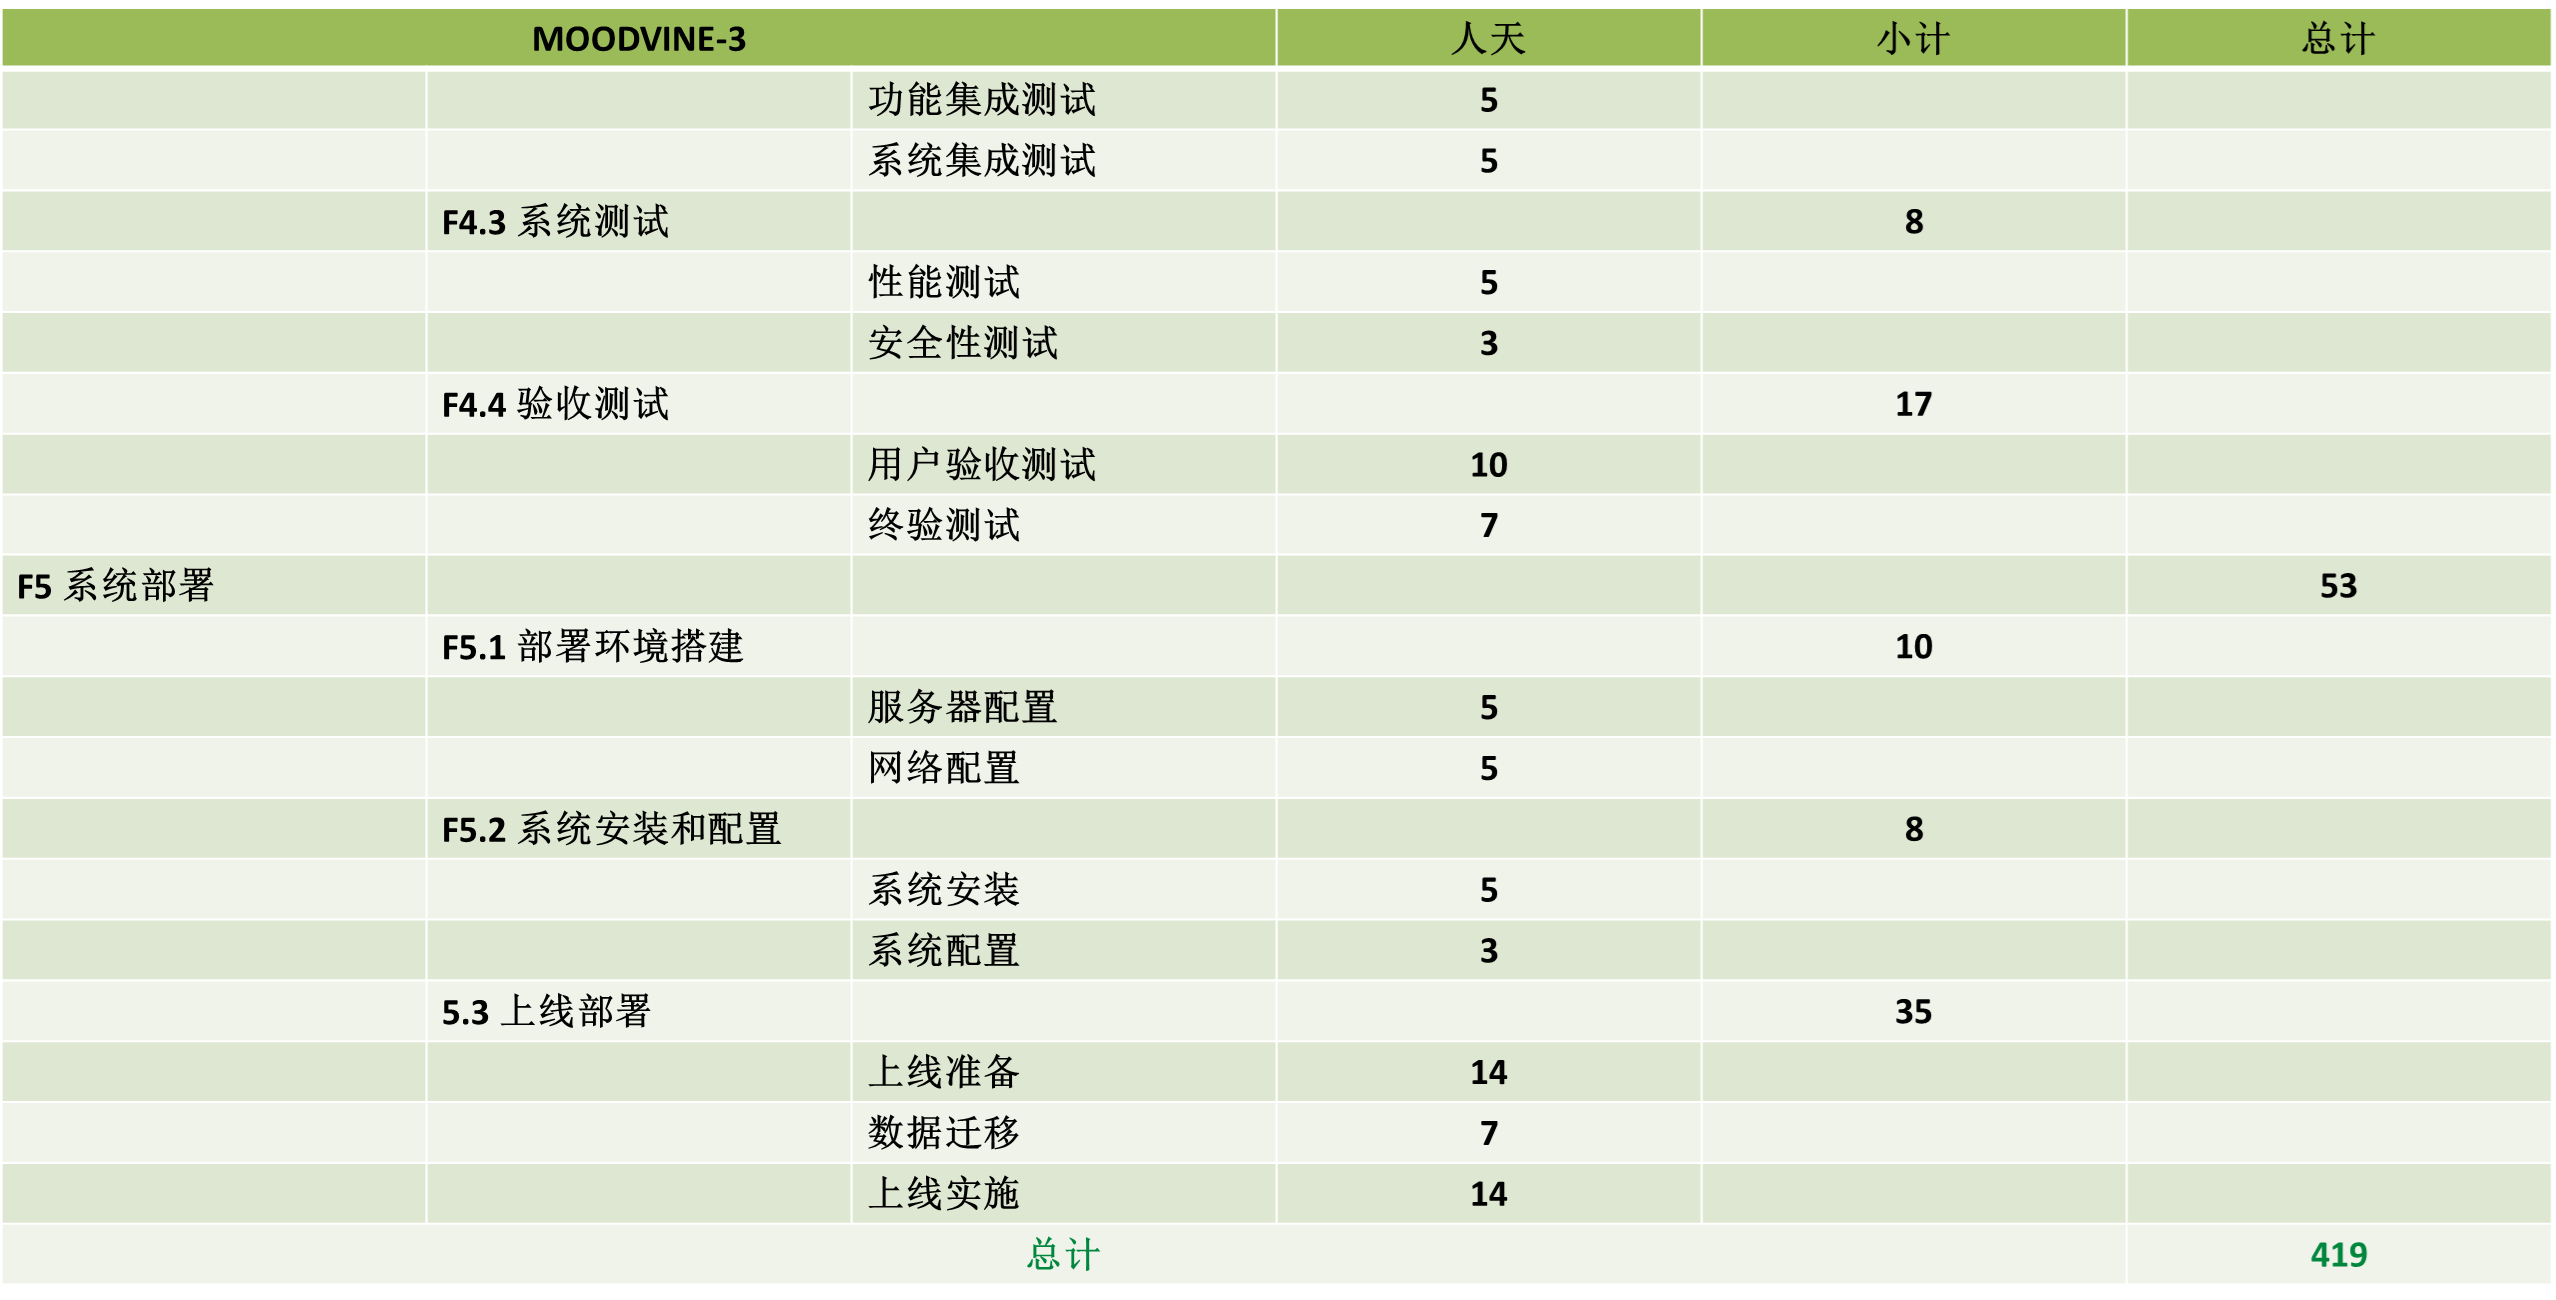 MOODVINE-3 人天 小计 总计
功能集成测试 5
系统集成测试 5
F4.3 系统测试 8
性能测试 5
安全性测试 3
F4.4 验收测试 17
用户验收测试 10
终验测试 7
F5 系统部署 53
F5.1 部署环境搭建 10
服务器配置 5
网络配置 5
F5.2 系统安装和配置 8
系统安装 5
系统配置 3
5.3 上线部署 35
上线准备 14
数据迁移 7
上线实施 14
总计 419